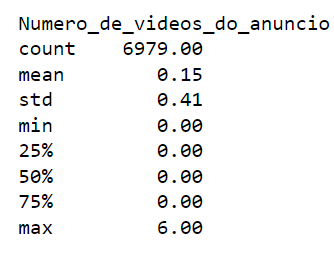 Numero_de_videos_do_anuncio
count 6979.00
mean 0.15
std 0.41
min 0.00
25% 0.00
50% 0.00
75% 0.00
max 6.00